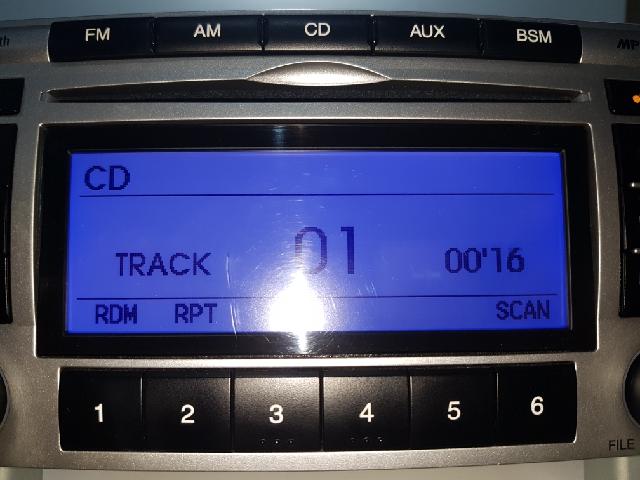 FM AM CD AUX BSM
CD
TRACK 01 00'16
RDM RPT SCAN
1 2 3 4 5 6
FILE